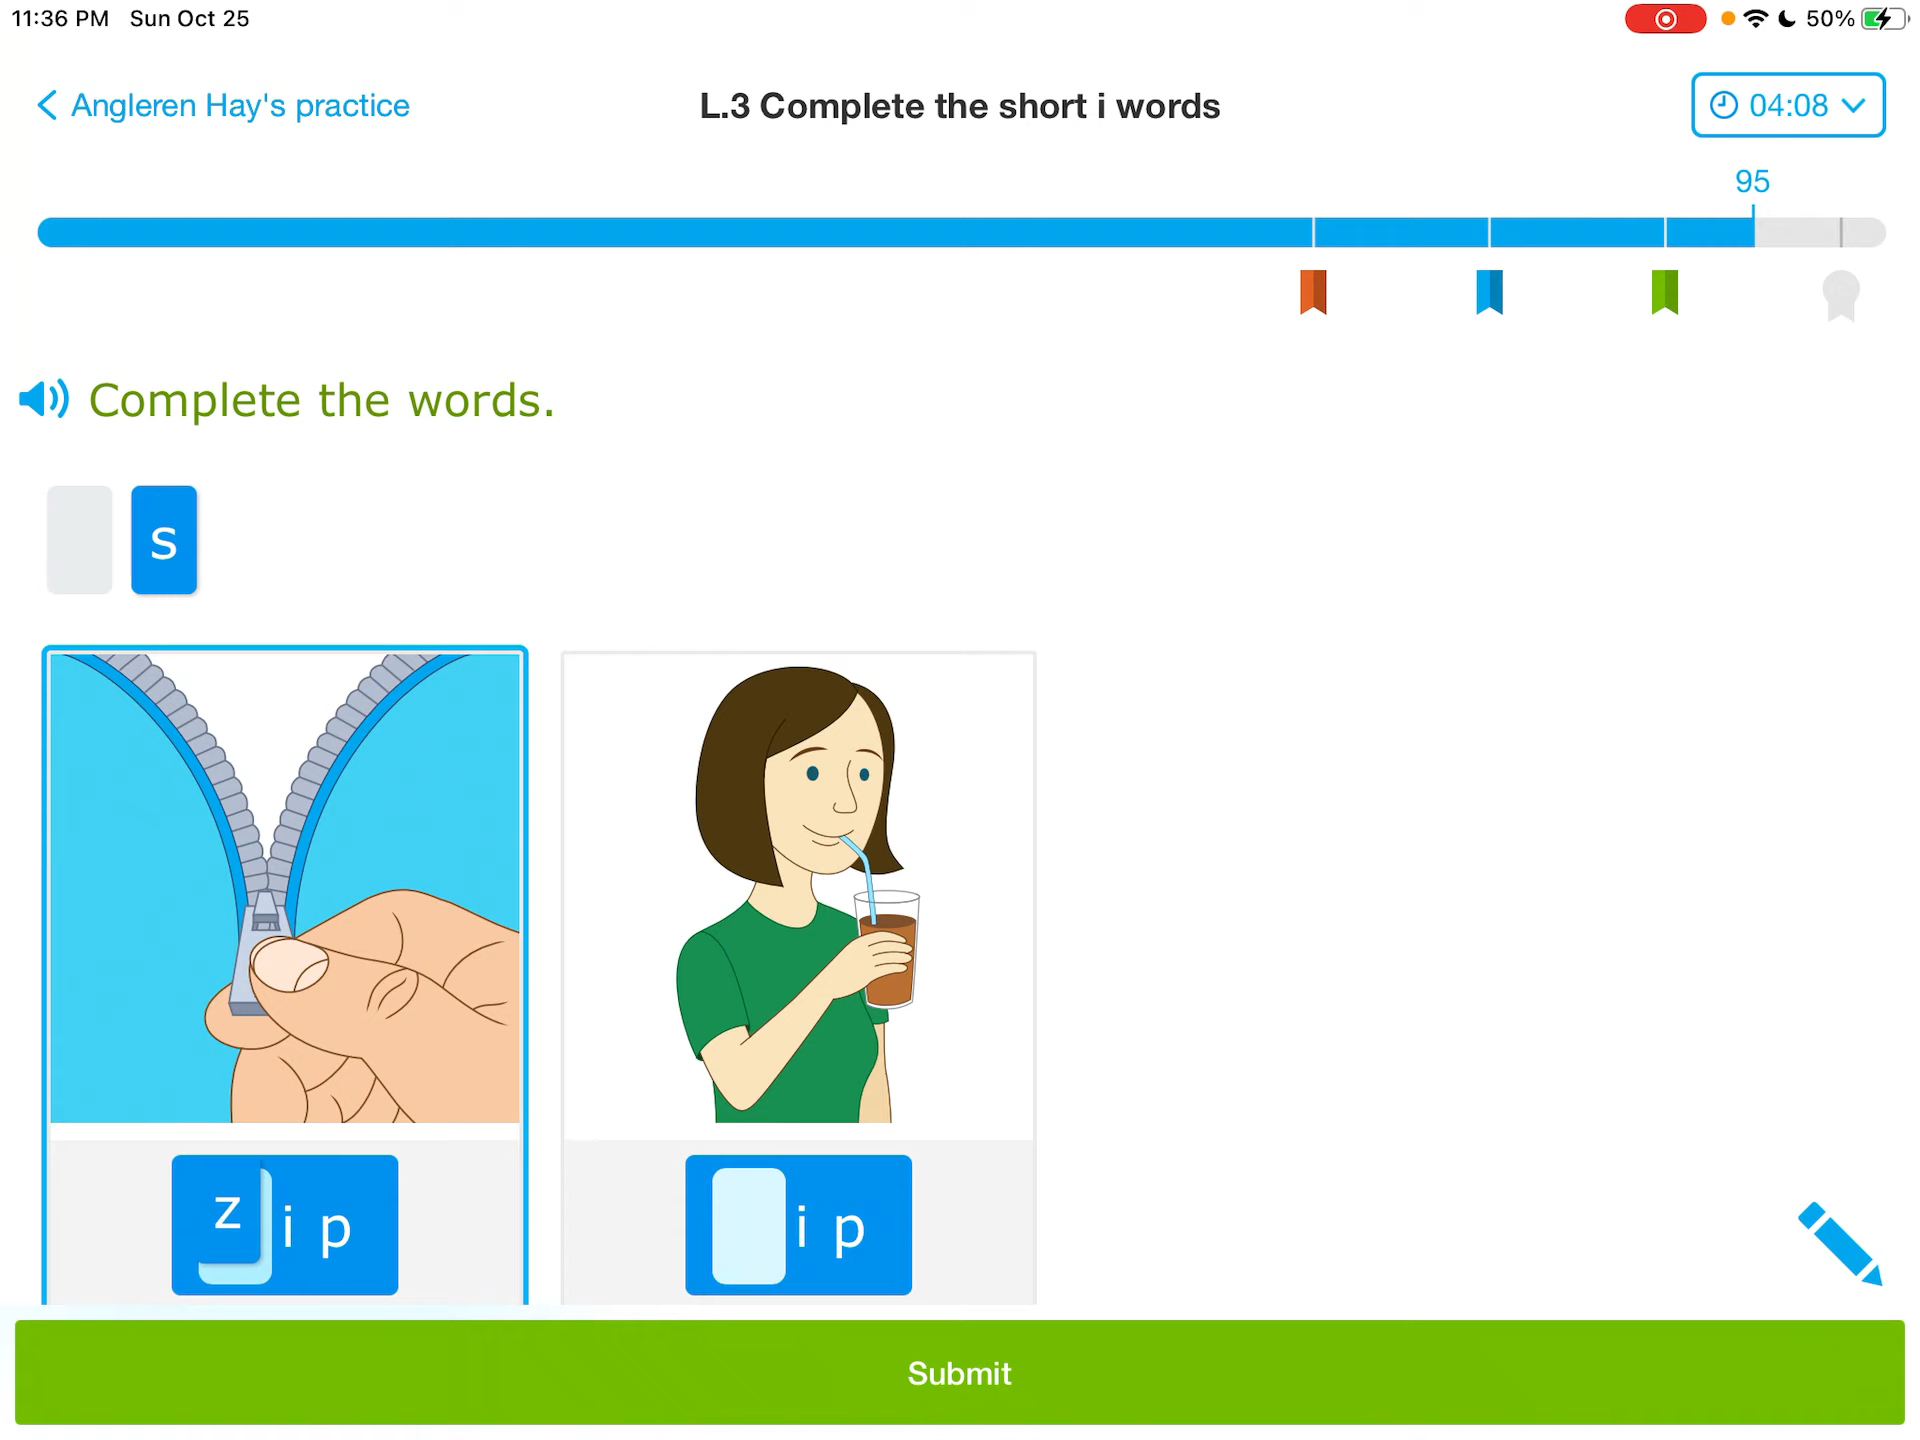 11:36 PM Sun Oct 25
50%
Angleren Hay's practice
L.3 Complete the short i words
04:08
95
Complete the words.
s
z i p
i p
Submit